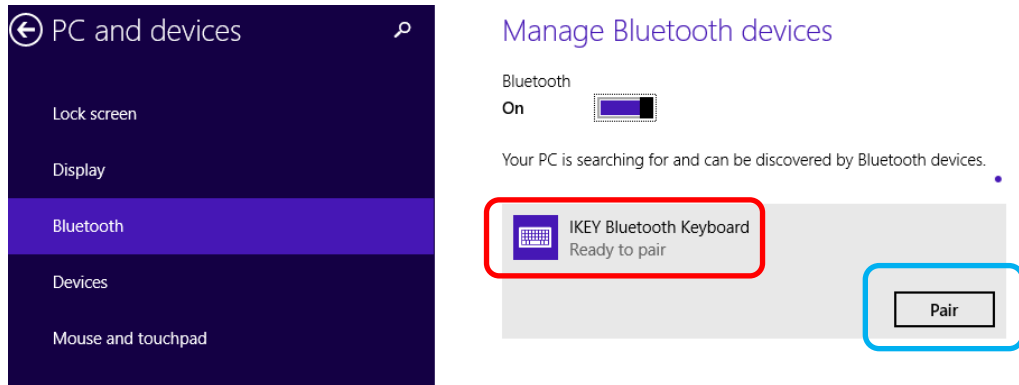 PC and devices
Lock screen
Display
Bluetooth
Devices
Mouse and touchpad
Manage Bluetooth devices
Bluetooth
On
Your PC is searching for and can be discovered by Bluetooth devices.
IKEY Bluetooth Keyboard
Ready to pair
Pair